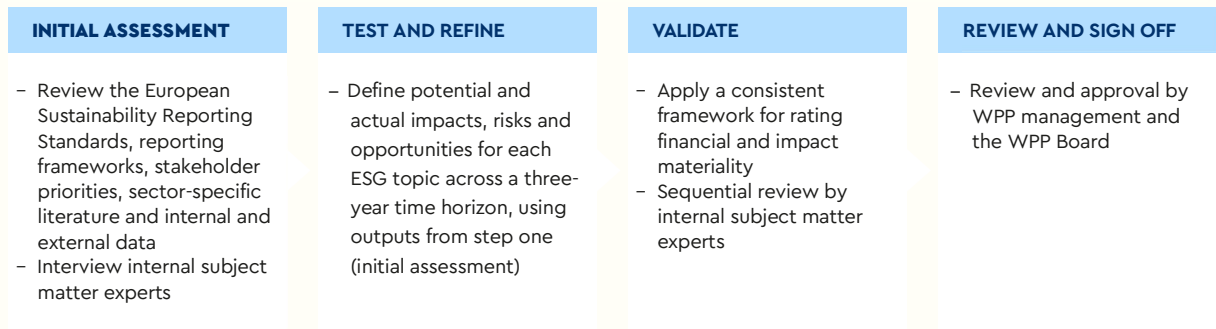 INITIAL ASSESSMENT
– Review the European
Sustainability Reporting
Standards, reporting
frameworks, stakeholder
priorities, sector-specific
literature and internal and
external data
– Interview internal subject
matter experts
TEST AND REFINE
– Define potential and
actual impacts, risks and
opportunities for each
ESG topic across a three-
year time horizon, using
outputs from step one
(initial assessment)
VALIDATE
– Apply a consistent
framework for rating
financial and impact
materiality
– Sequential review by
internal subject matter
experts
REVIEW AND SIGN OFF
– Review and approval by
WPP management and
the WPP Board